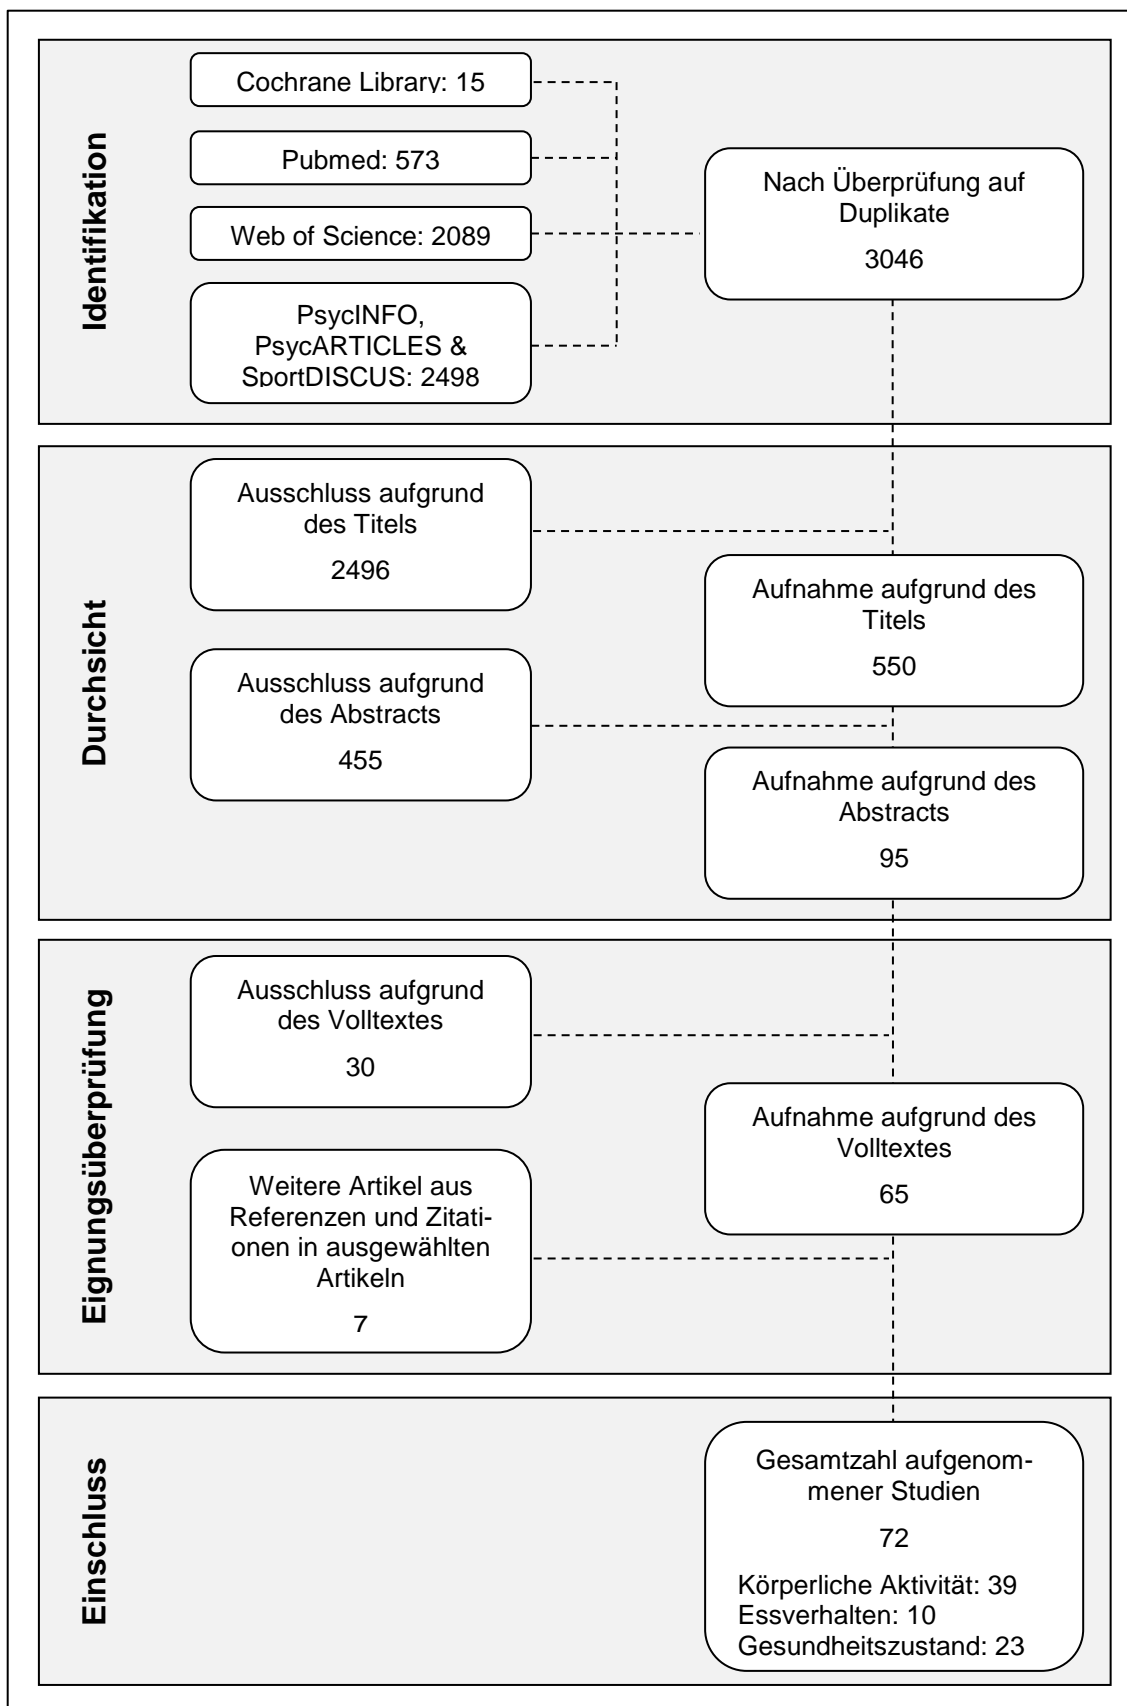 Identifikation
Cochrane Library: 15
Pubmed: 573
Web of Science: 2089
PsycINFO,
PsycARTICLES &
SportDISCUS: 2498
Nach Überprüfung auf
Duplikate
3046
Durchsicht
Ausschluss aufgrund
des Titels
2496
Aufnahme aufgrund des
Titels
550
Ausschluss aufgrund
des Abstracts
455
Aufnahme aufgrund des
Abstracts
95
Eignungsüberprüfung
Ausschluss aufgrund
des Volltextes
30
Aufnahme aufgrund des
Volltextes
65
Weitere Artikel aus
Referenzen und Zitati-
onen in ausgewählten
Artikeln
7
Einschluss
Gesamtzahl aufgenom-
mener Studien
72
Körperliche Aktivität: 39
Essverhalten: 10
Gesundheitszustand: 23